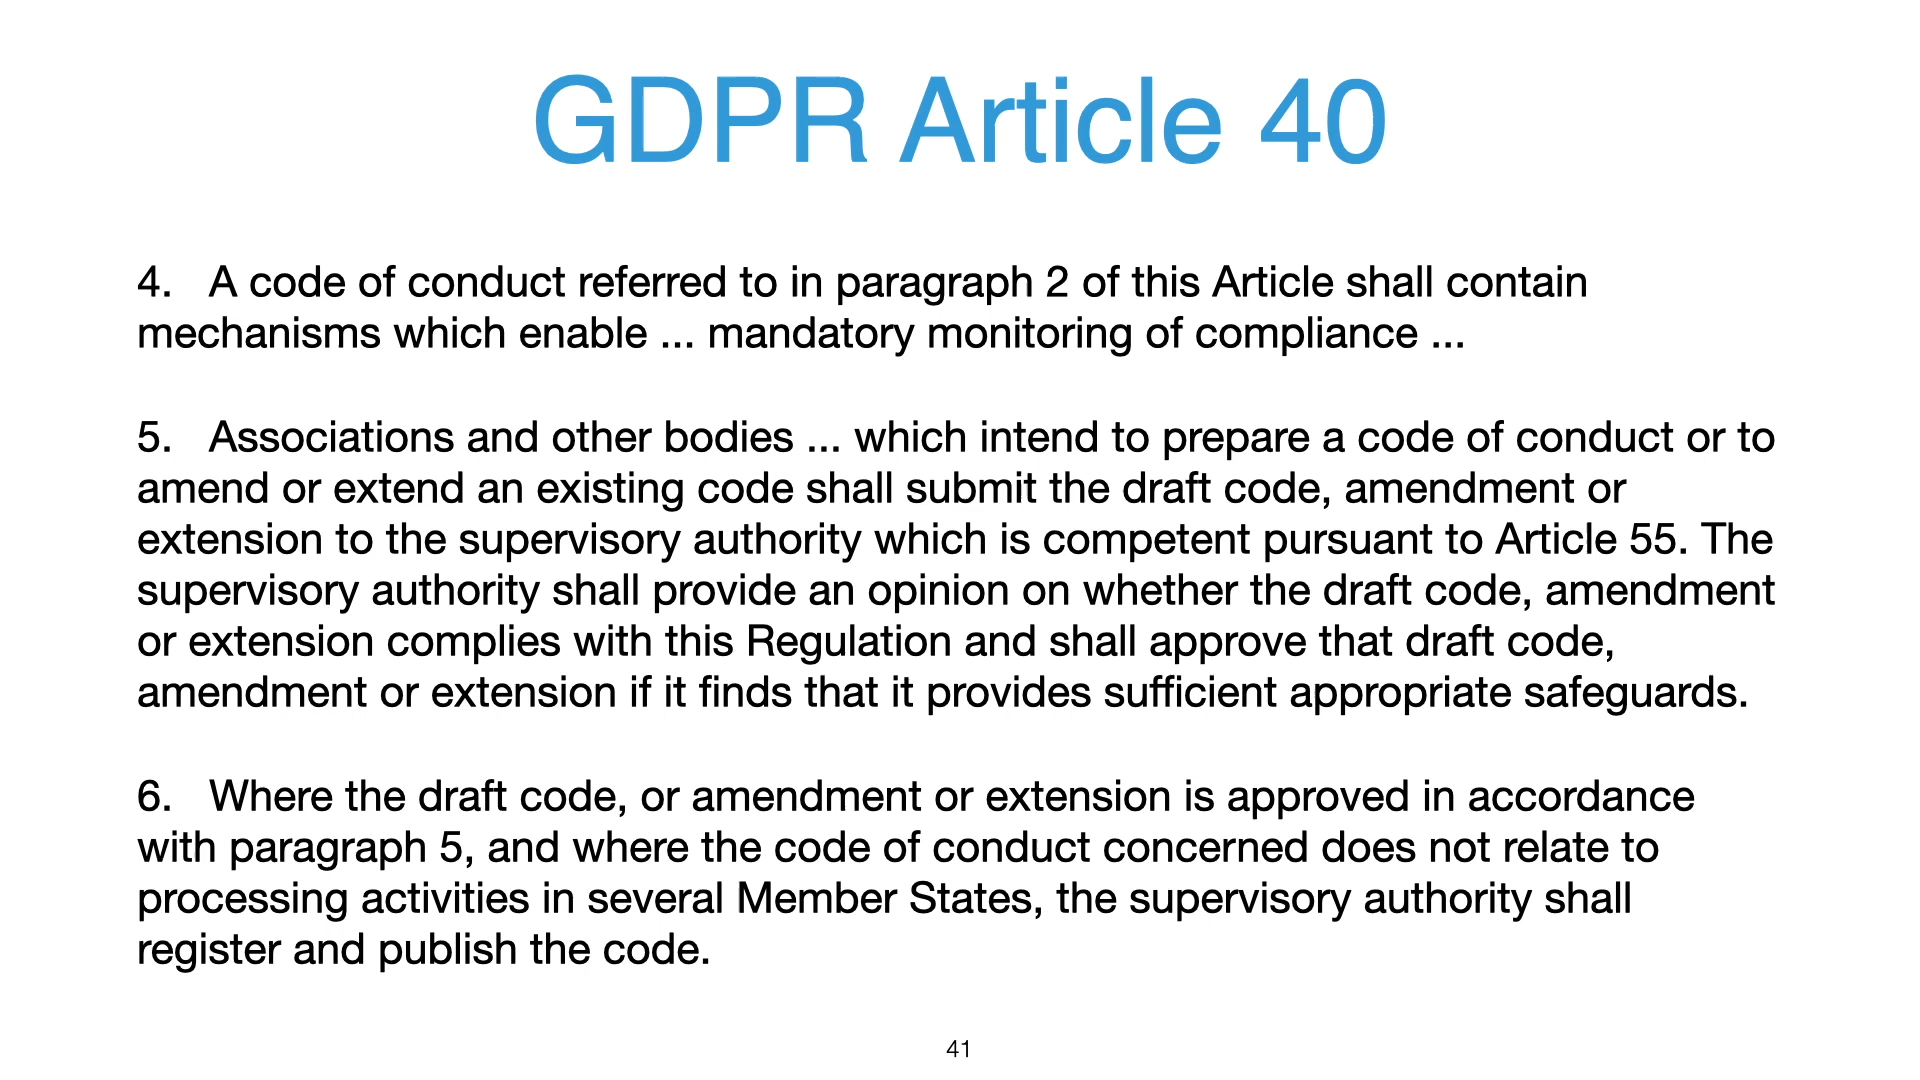 GDPR Article 40
4. A code of conduct referred to in paragraph 2 of this Article shall contain
mechanisms which enable ... mandatory monitoring of compliance ...
5. Associations and other bodies ... which intend to prepare a code of conduct or to
amend or extend an existing code shall submit the draft code, amendment or
extension to the supervisory authority which is competent pursuant to Article 55. The
supervisory authority shall provide an opinion on whether the draft code, amendment
or extension complies with this Regulation and shall approve that draft code,
amendment or extension if it finds that it provides sufficient appropriate safeguards.
6. Where the draft code, or amendment or extension is approved in accordance
with paragraph 5, and where the code of conduct concerned does not relate to
processing activities in several Member States, the supervisory authority shall
register and publish the code.
41